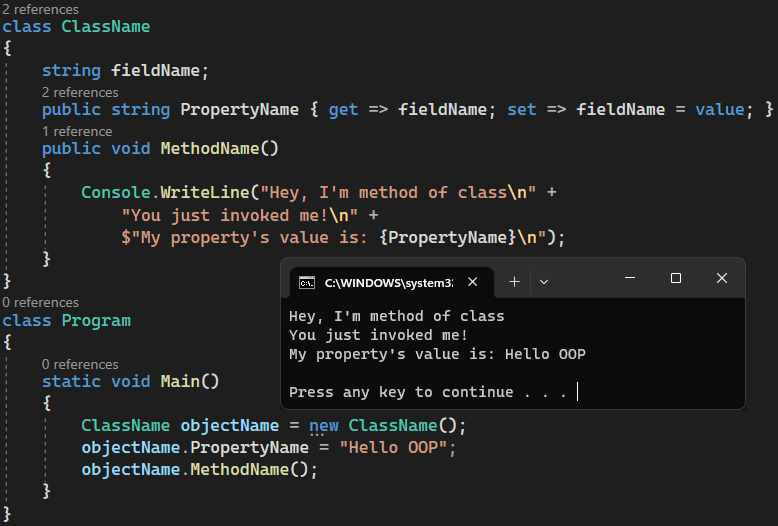 2 references
class ClassName
{
string fieldName;
2 references
public string PropertyName { get => fieldName; set => fieldName = value; }
1 reference
public void MethodName()
{
Console.WriteLine("Hey, I'm method of class\n" +
"You just invoked me!\n" +
$"My property's value is: {PropertyName}\n");
}
}
0 references
class Program
{
0 references
static void Main()
{
ClassName objectName = new ClassName();
objectName.PropertyName = "Hello OOP";
objectName.MethodName();
}
}
C:\WINDOWS\system32
Hey, I'm method of class
You just invoked me!
My property's value is: Hello OOP
Press any key to continue . . .